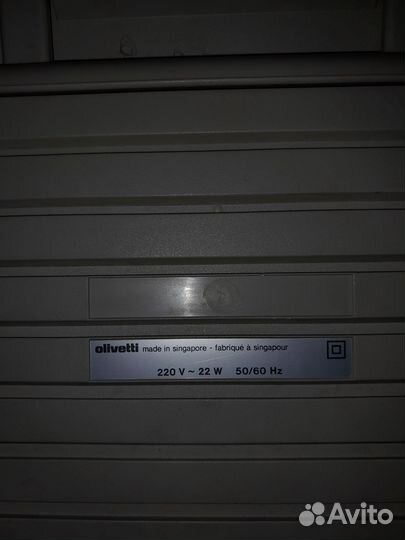 olivetti made in singapore - fabriqué à singapour
220 V ~ 22 W 50/60 Hz
Avito